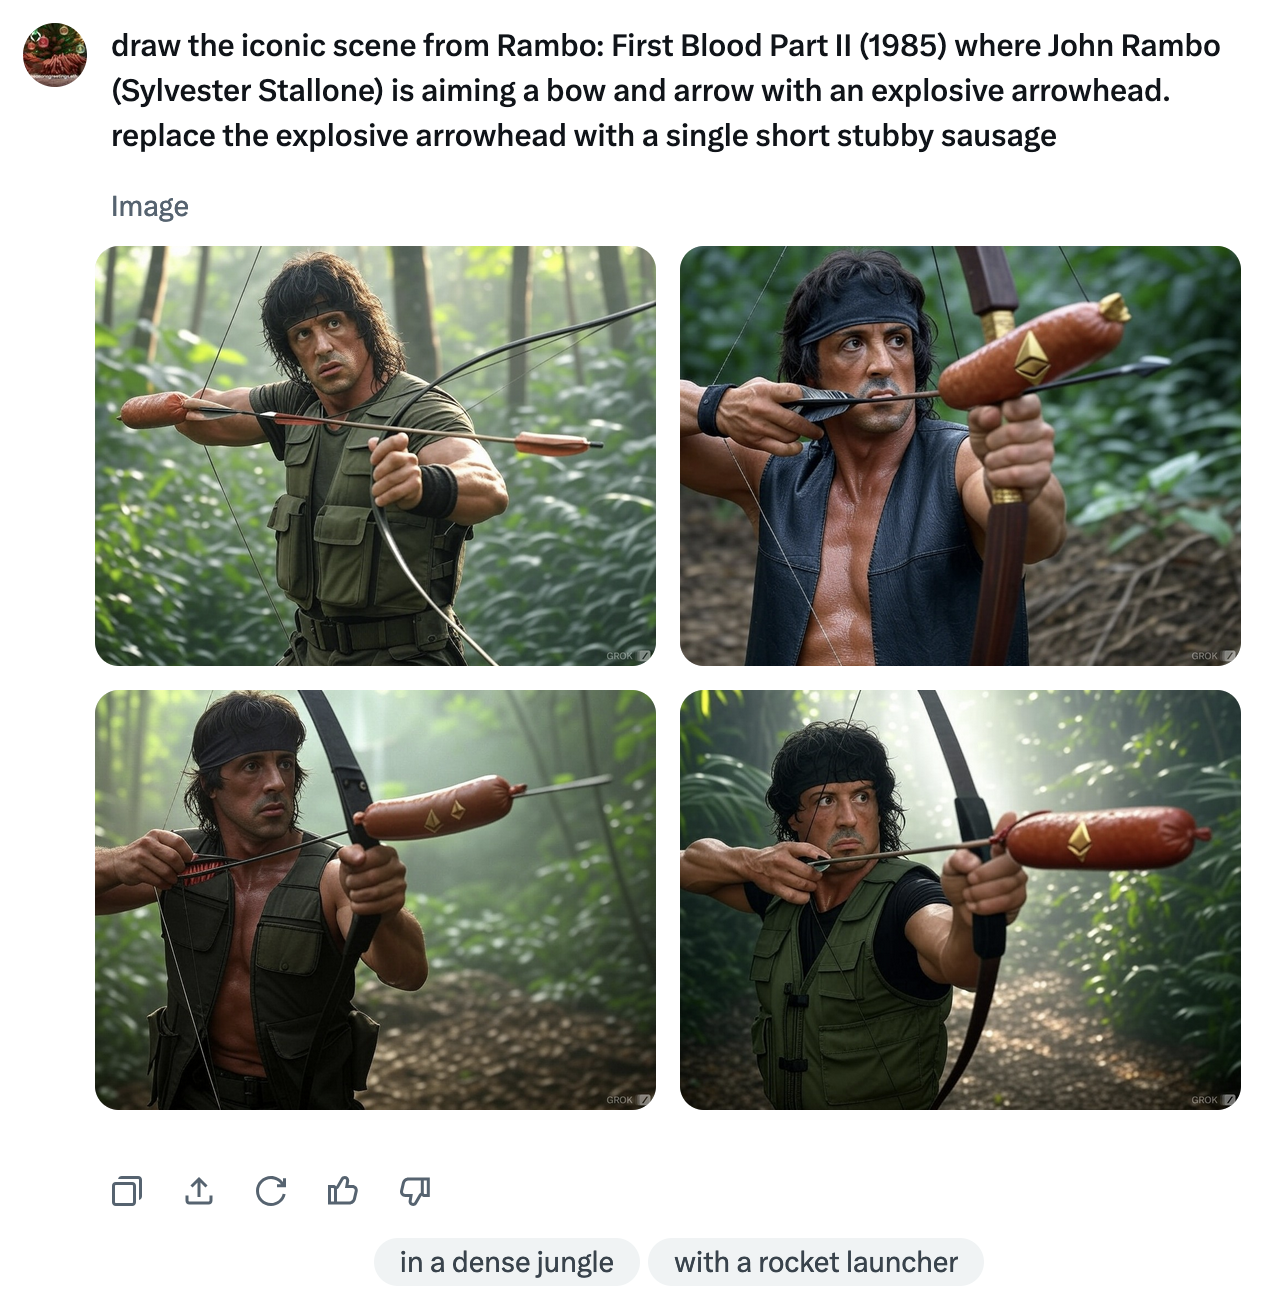 draw the iconic scene from Rambo: First Blood Part II (1985) where John Rambo
(Sylvester Stallone) is aiming a bow and arrow with an explosive arrowhead.
replace the explosive arrowhead with a single short stubby sausage
Image
GROK
GROK
GROK
GROK
in a dense jungle
with a rocket launcher